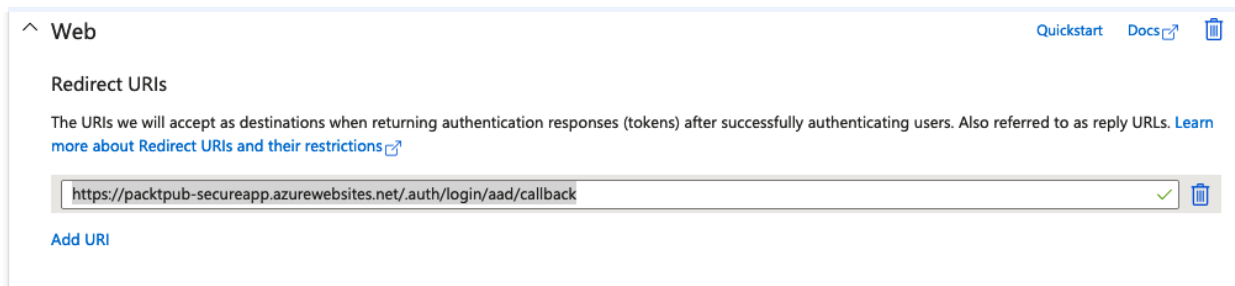 Web
Quickstart Docs
Redirect URIs
The URIs we will accept as destinations when returning authentication responses (tokens) after successfully authenticating users. Also referred to as reply URLs. Learn
more about Redirect URIs and their restrictions
https://packtpub-secureapp.azurewebsites.net/.auth/login/aad/callback
Add URI